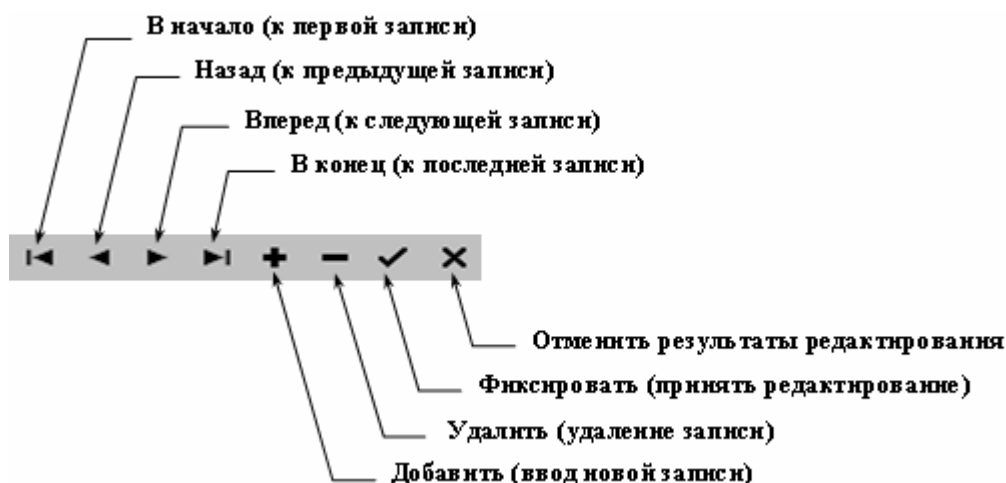 В начало (к первой записи)
Назад (к предыдущей записи)
Вперед (к следующей записи)
В конец (к последней записи)
Отменить результаты редактирования
Фиксировать (принять редактирование)
Удалить (удаление записи)
Добавить (ввод новой записи)